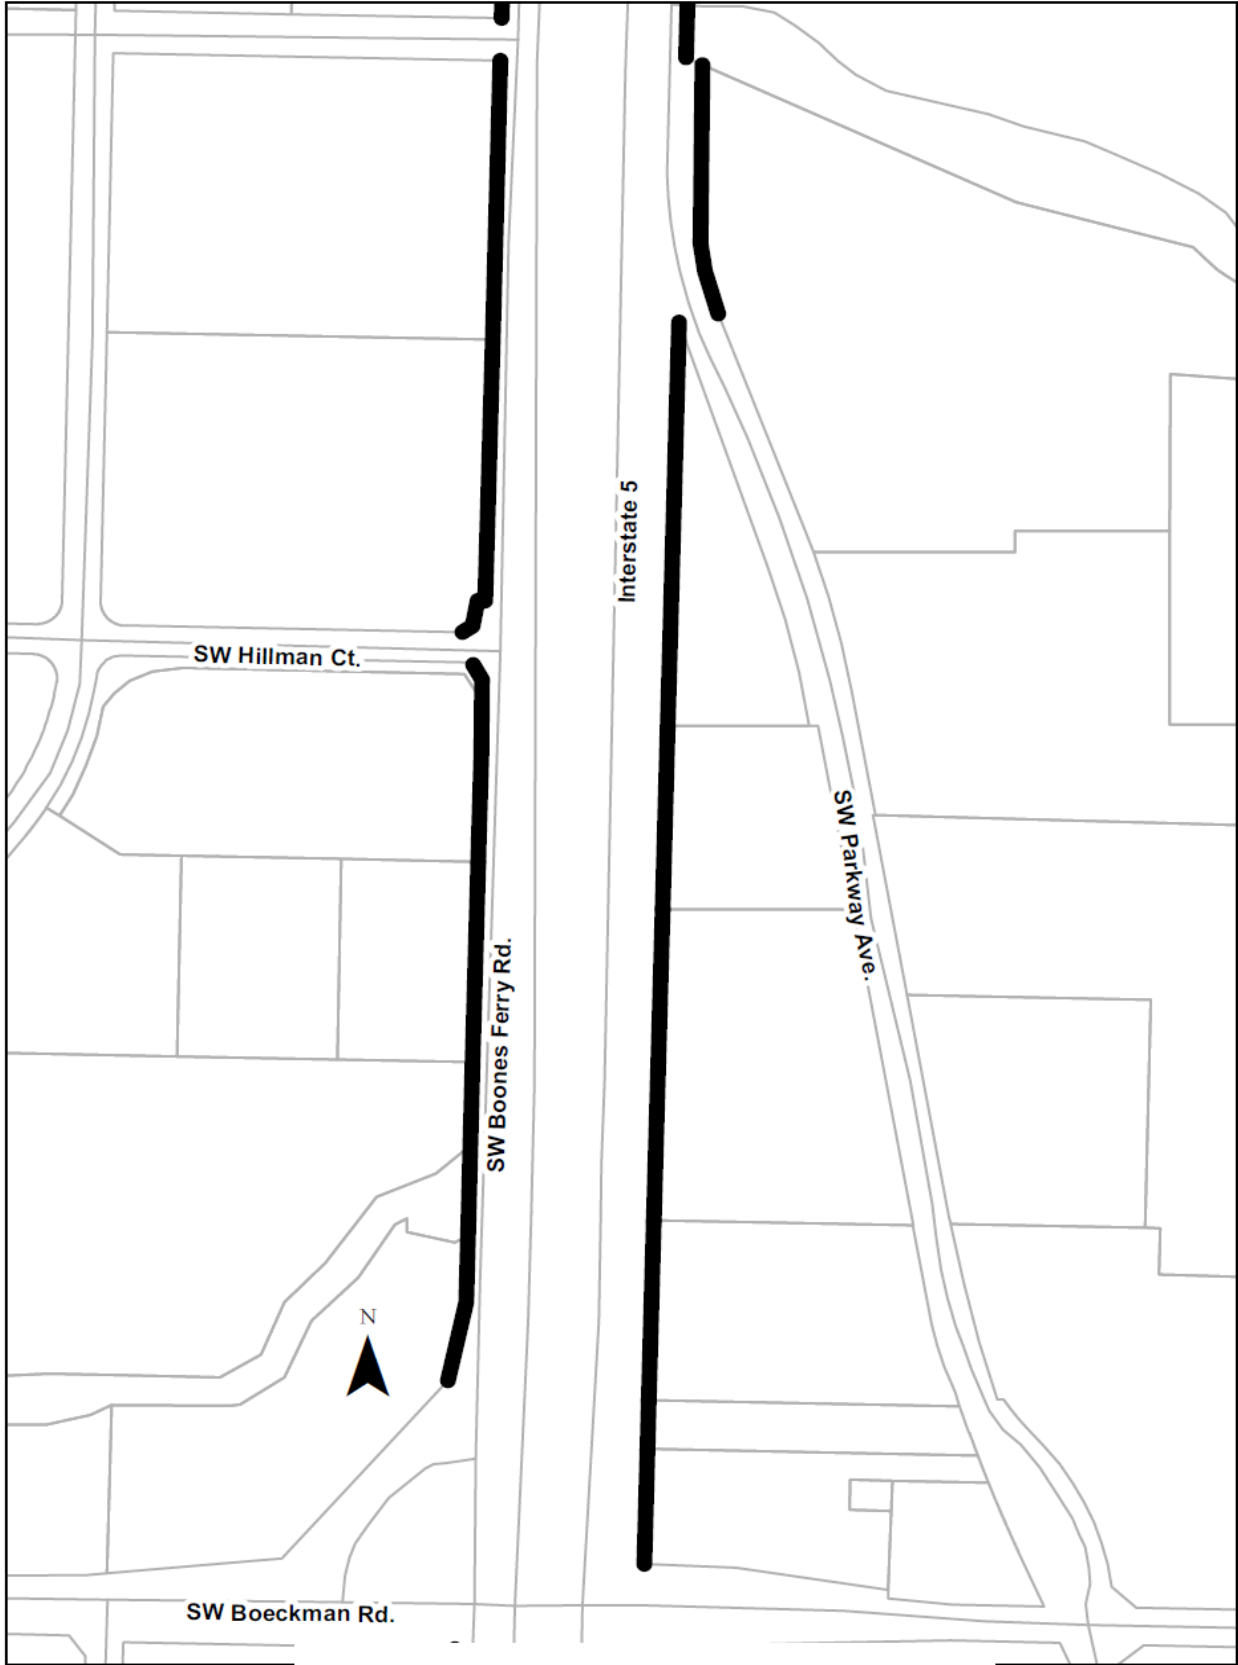 Interstate 5
SW Hillman Ct.
SW Parkway Ave.
SW Boones Ferry Rd.
N
SW Boeckman Rd.